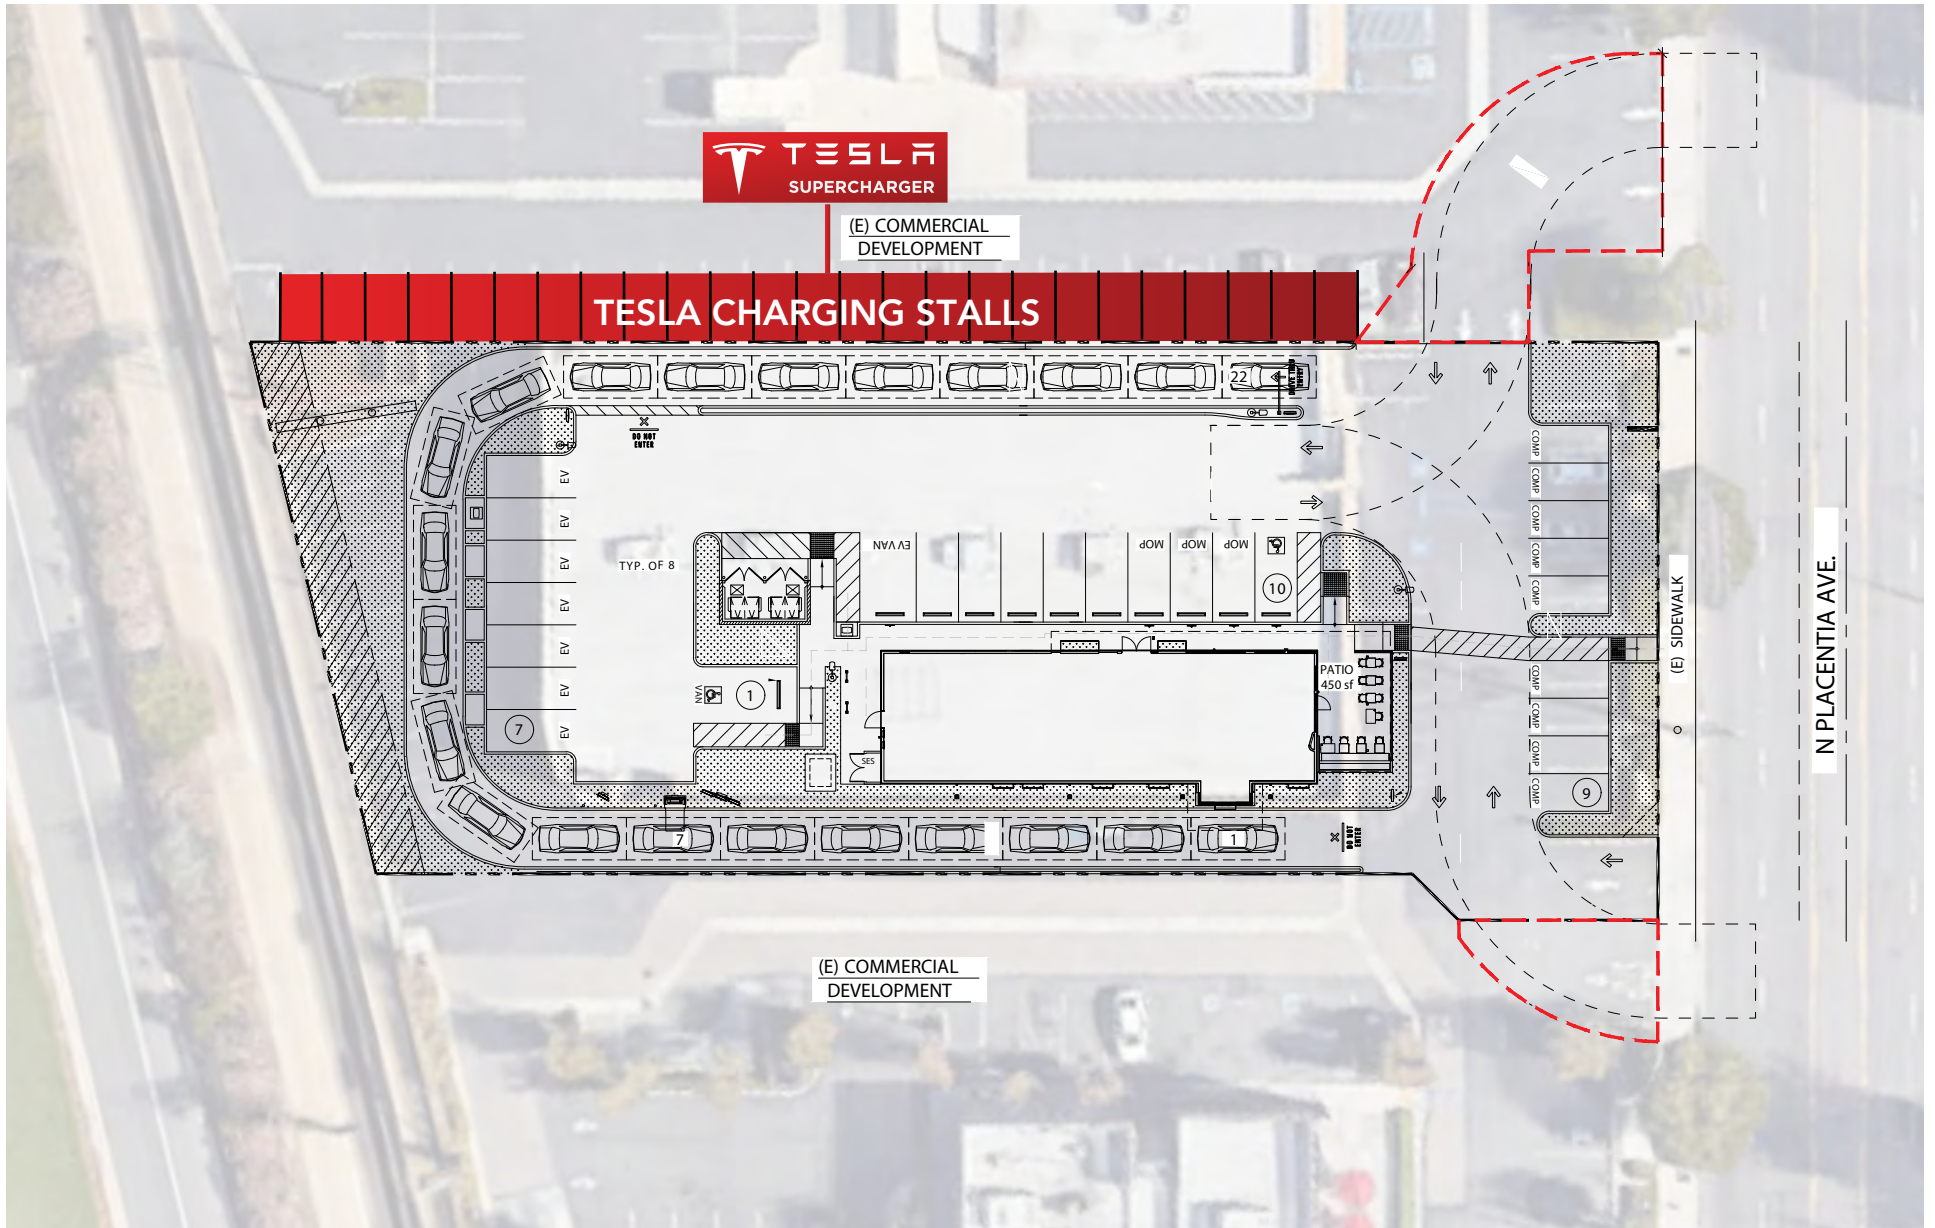 TESLA
SUPERCHARGER
(E) COMMERCIAL
DEVELOPMENT
TESLA CHARGING STALLS
22
DRIVE THRU
DO NOT
ENTER
EV
EV
EV
EV
EV
EV
EV
TYP. OF 8
7
EV VAN
MOP
MOP
MOP
10
VAN
1
SES
PATIO
450 sf
COMP
COMP
COMP
COMP
COMP
COMP
COMP
COMP
COMP
9
(E) SIDEWALK
N PLACENTIA AVE.
7
1
DO NOT
ENTER
(E) COMMERCIAL
DEVELOPMENT